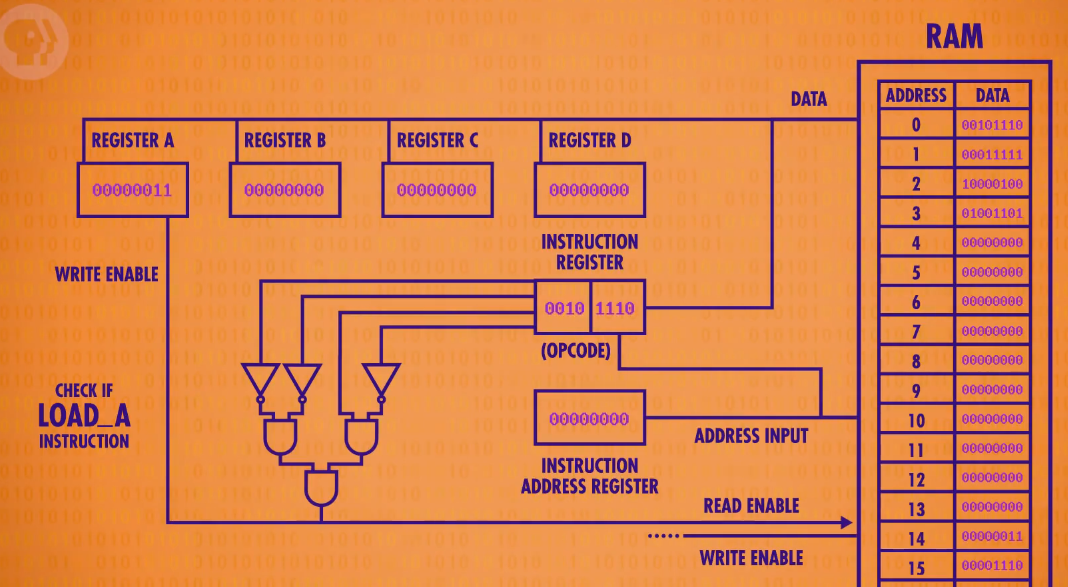 RAM
DATA
ADDRESS DATA
0 00101110
1 00011111
2 10000100
3 01001101
4 00000000
5 00000000
6 00000000
7 00000000
8 00000000
9 00000000
10 00000000
11 00000000
12 00000000
13 00000000
14 00000011
15 00001110
REGISTER A
00000011
REGISTER B
00000000
REGISTER C
00000000
REGISTER D
00000000
WRITE ENABLE
INSTRUCTION
REGISTER
0010 1110
(OPCODE)
CHECK IF
LOAD_A
INSTRUCTION
00000000
INSTRUCTION
ADDRESS REGISTER
ADDRESS INPUT
READ ENABLE
WRITE ENABLE